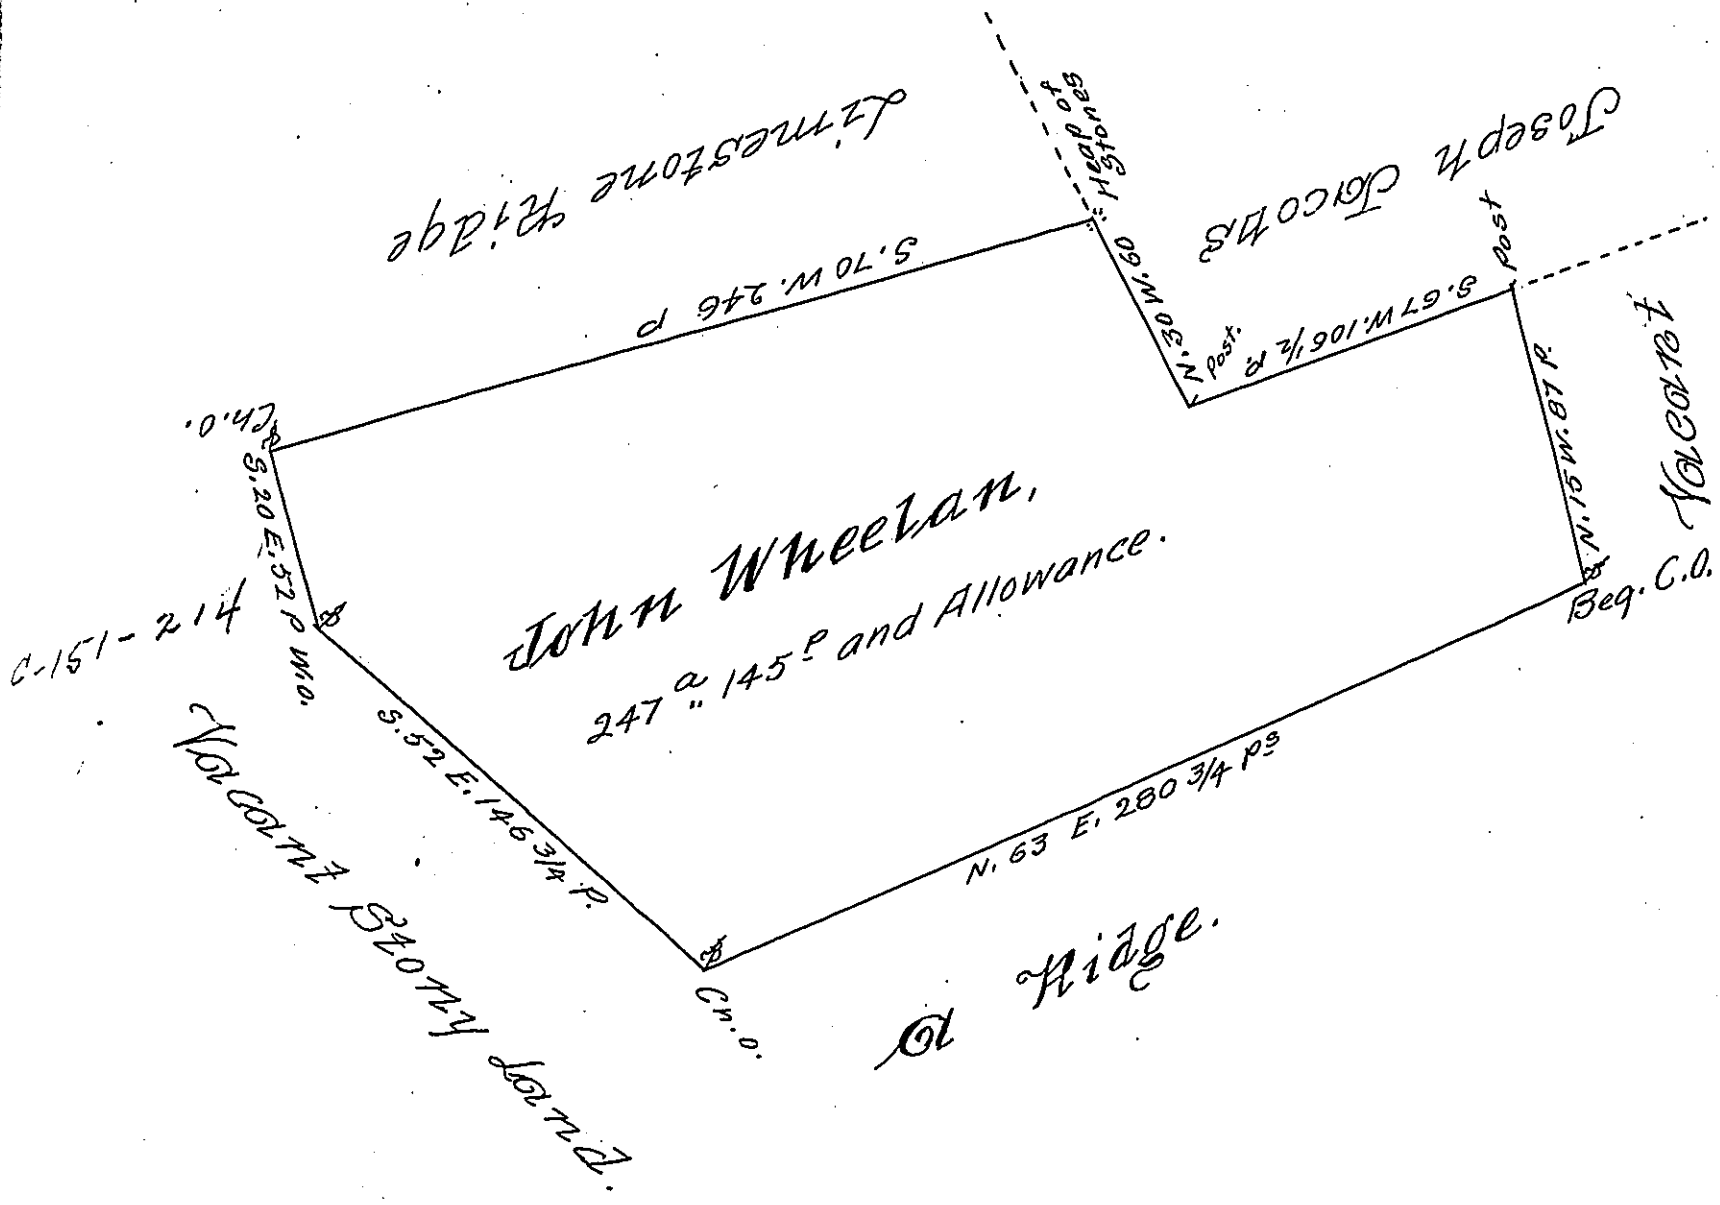 Limestone Ridge
Heap of
Stones
Joseph Jacobs
Post
S. 70 W. 246 P
N. 30 W. 60
Post.
S. 67 W. 106 1/2 P.
N. 15 W. 87 P.
Vacant
Beg. C.O.
Ch.O.
S. 20 E. 52 P
W.O.
C-151-214
John Wheelan,
247 a " 145 P and Allowance.
S. 52 E. 146 3/4 P.
N. 63 E. 280 3/4 Ps
Vacant Stony Land.
Cn.O.
A Ridge.